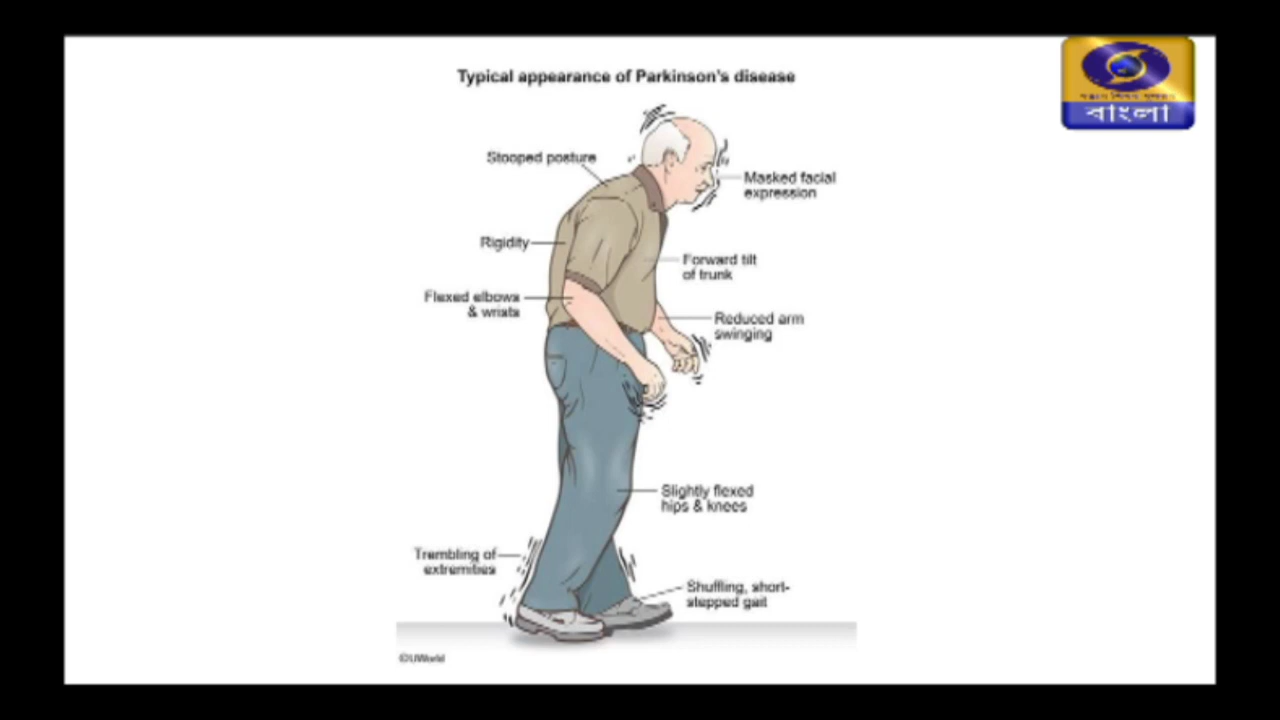 Typical appearance of Parkinson's disease
বাংলা
Stooped posture
Masked facial
expression
Rigidity
Forward tilt
of trunk
Flexed elbows
& wrists
Reduced arm
swinging
Slightly flexed
hips & knees
Trembling of
extremities
Shuffling, short-
stepped gait
©UWorld